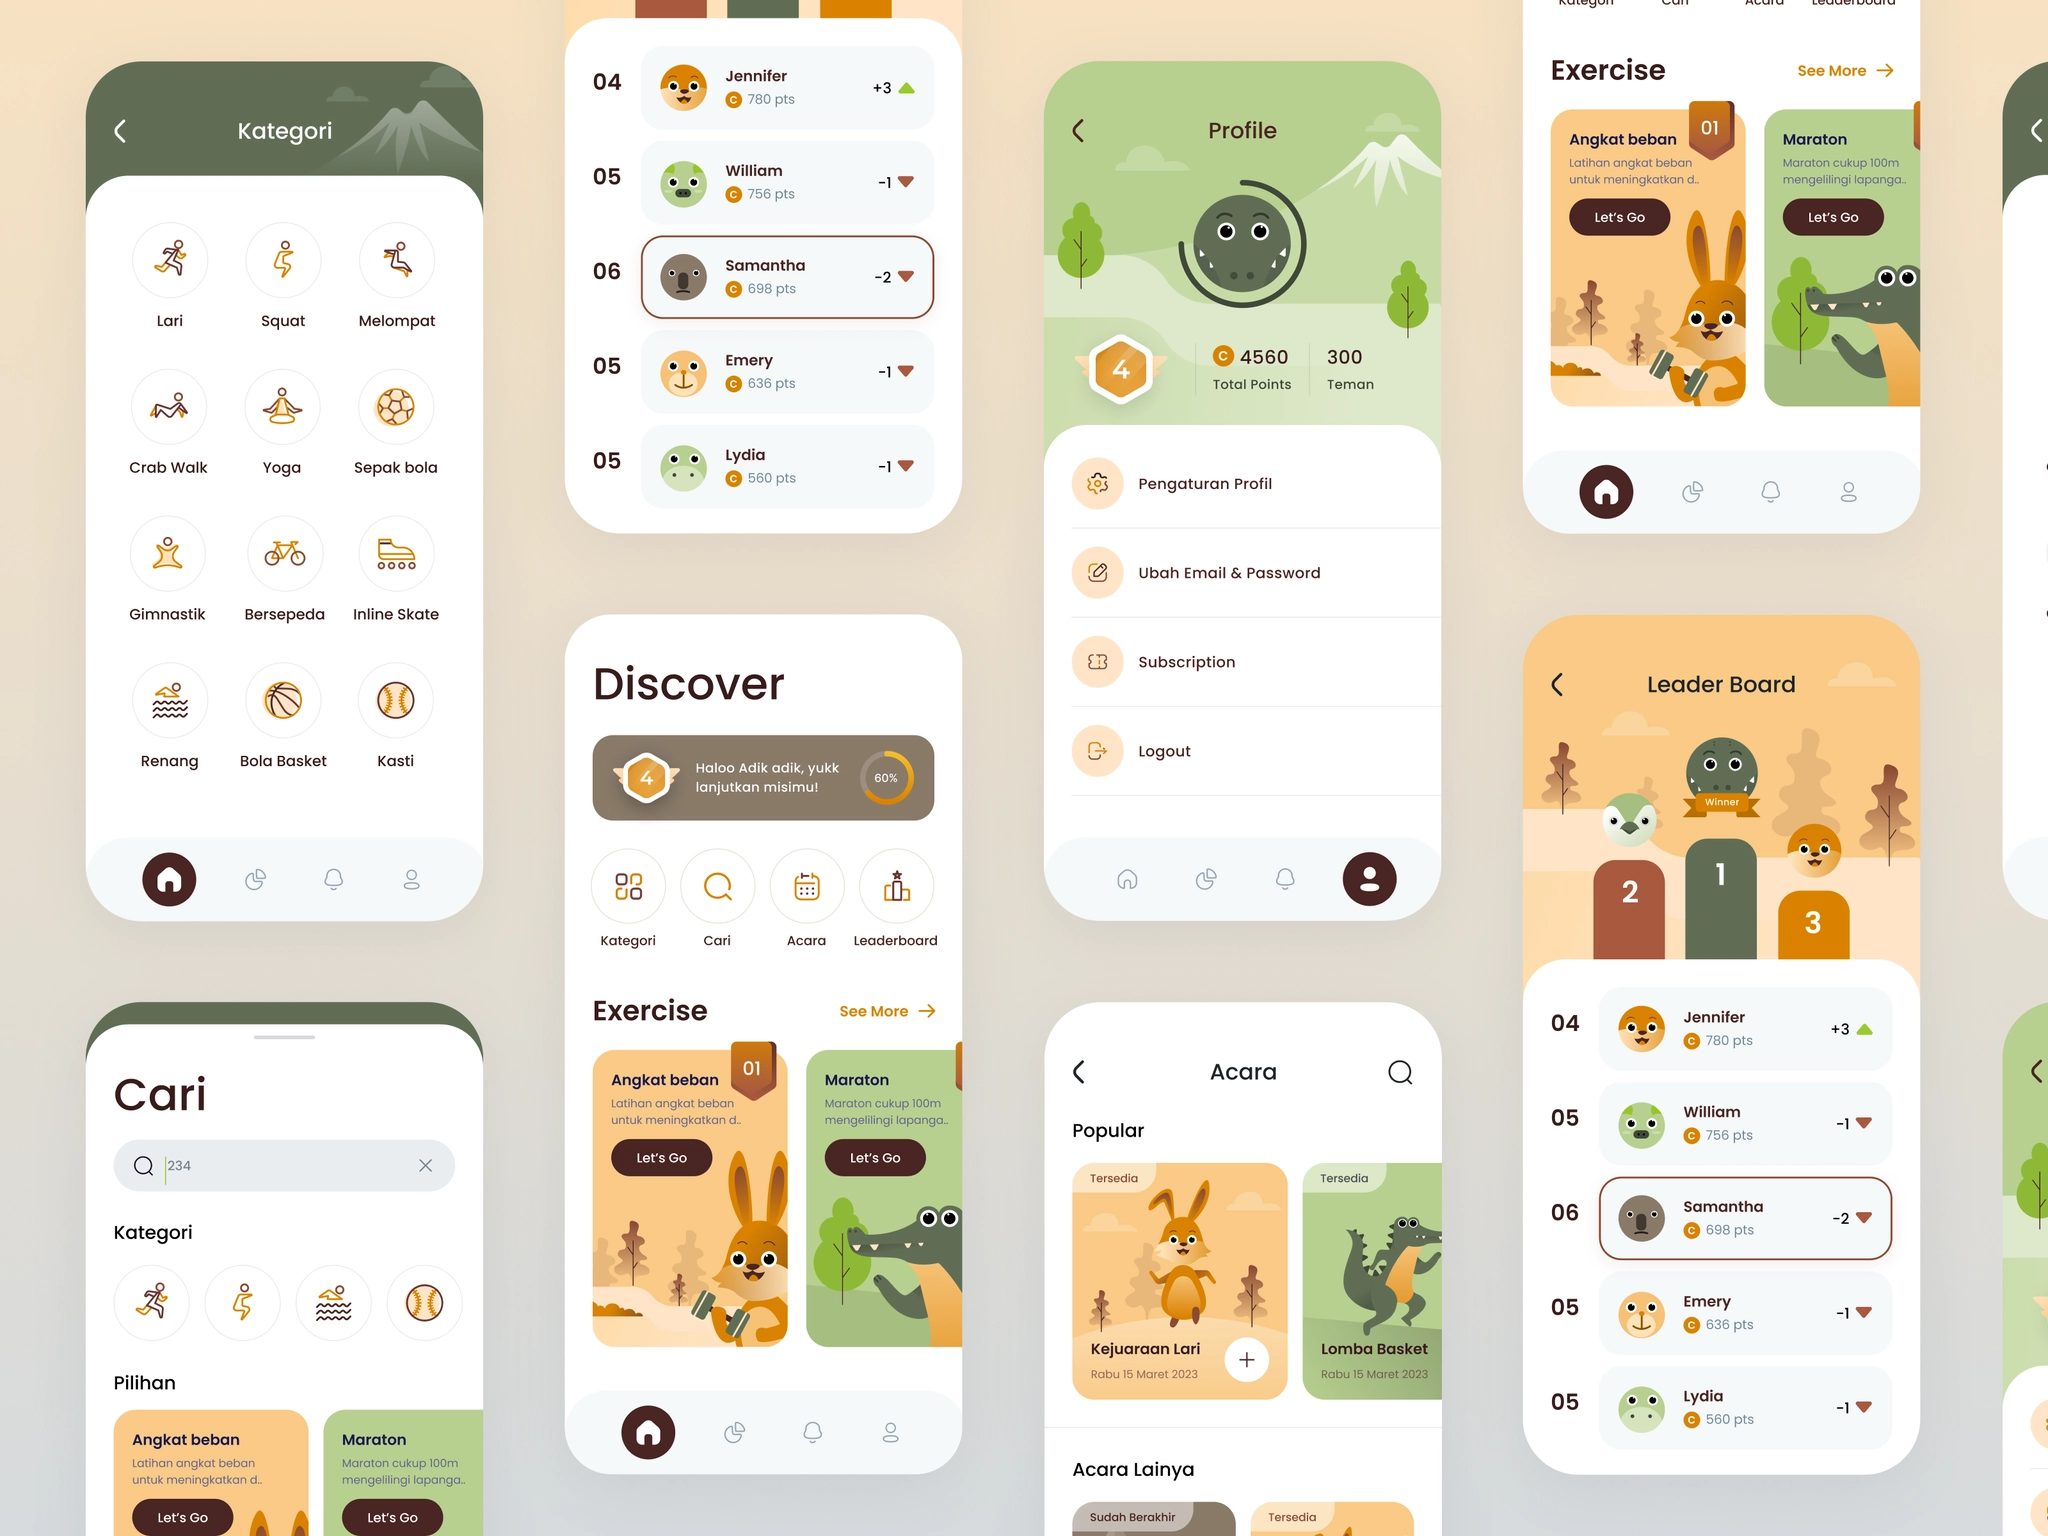 Kategori
Lari
Squat
Melompat
Crab Walk
Yoga
Sepak bola
Gimnastik
Bersepeda
Inline Skate
Renang
Bola Basket
Kasti
Cari
234
Kategori
Pilihan
Angkat beban
Latihan angkat beban
untuk meningkatkan d..
Let's Go
Maraton
Maraton cukup 100m
mengelilingi lapanga..
Let's Go
04
Jennifer
C 780 pts
+3
05
William
C 756 pts
-1
06
Samantha
C 698 pts
-2
05
Emery
C 636 pts
-1
05
Lydia
C 560 pts
-1
Discover
4
Haloo Adik adik, yukk
lanjutkan misimu!
60%
Kategori
Cari
Acara
Leaderboard
Exercise
See More
Angkat beban
01
Latihan angkat beban
untuk meningkatkan d..
Let's Go
Maraton
Maraton cukup 100m
mengelilingi lapanga..
Let's Go
Profile
4
C 4560
Total Points
300
Teman
Pengaturan Profil
Ubah Email & Password
Subscription
Logout
Acara
Popular
Tersedia
Kejuaraan Lari
Rabu 15 Maret 2023
Tersedia
Lomba Basket
Rabu 15 Maret 2023
Acara Lainya
Sudah Berakhir
Tersedia
Kategori
Cari
Acara
Leaderboard
Exercise
See More
Angkat beban
01
Latihan angkat beban
untuk meningkatkan d..
Let's Go
Maraton
Maraton cukup 100m
mengelilingi lapanga..
Let's Go
Leader Board
Winner
2
1
3
04
Jennifer
C 780 pts
+3
05
William
C 756 pts
-1
06
Samantha
C 698 pts
-2
05
Emery
C 636 pts
-1
05
Lydia
C 560 pts
-1